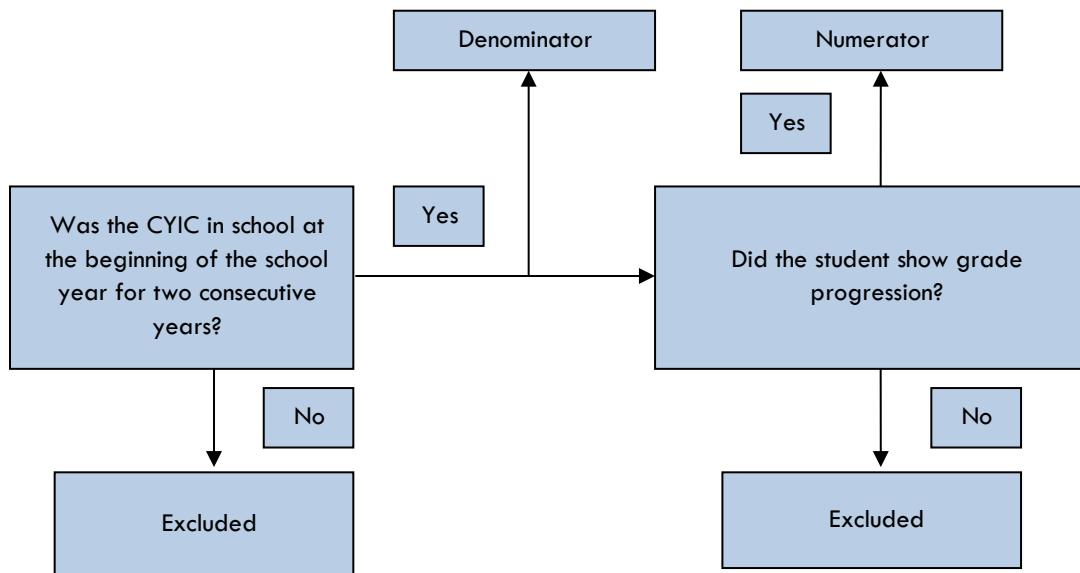 Denominator
Numerator
Yes
Was the CYIC in school at
the beginning of the school
year for two consecutive
years?
Yes
Did the student show grade
progression?
No
No
Excluded
Excluded